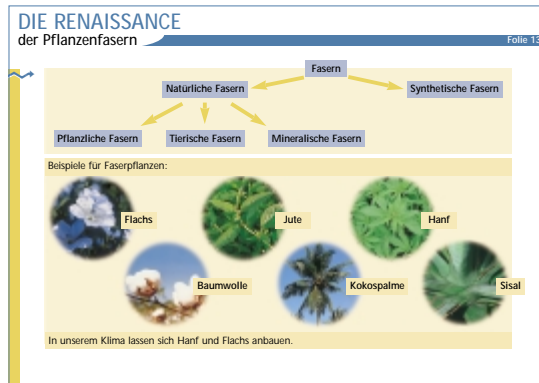 DIE RENAISSANCE
der Pflanzenfasern
Folie 13
Fasern
Natürliche Fasern
Synthetische Fasern
Pflanzliche Fasern
Tierische Fasern
Mineralische Fasern
Beispiele für Faserpflanzen:
Flachs
Jute
Hanf
Baumwolle
Kokospalme
Sisal
In unserem Klima lassen sich Hanf und Flachs anbauen.